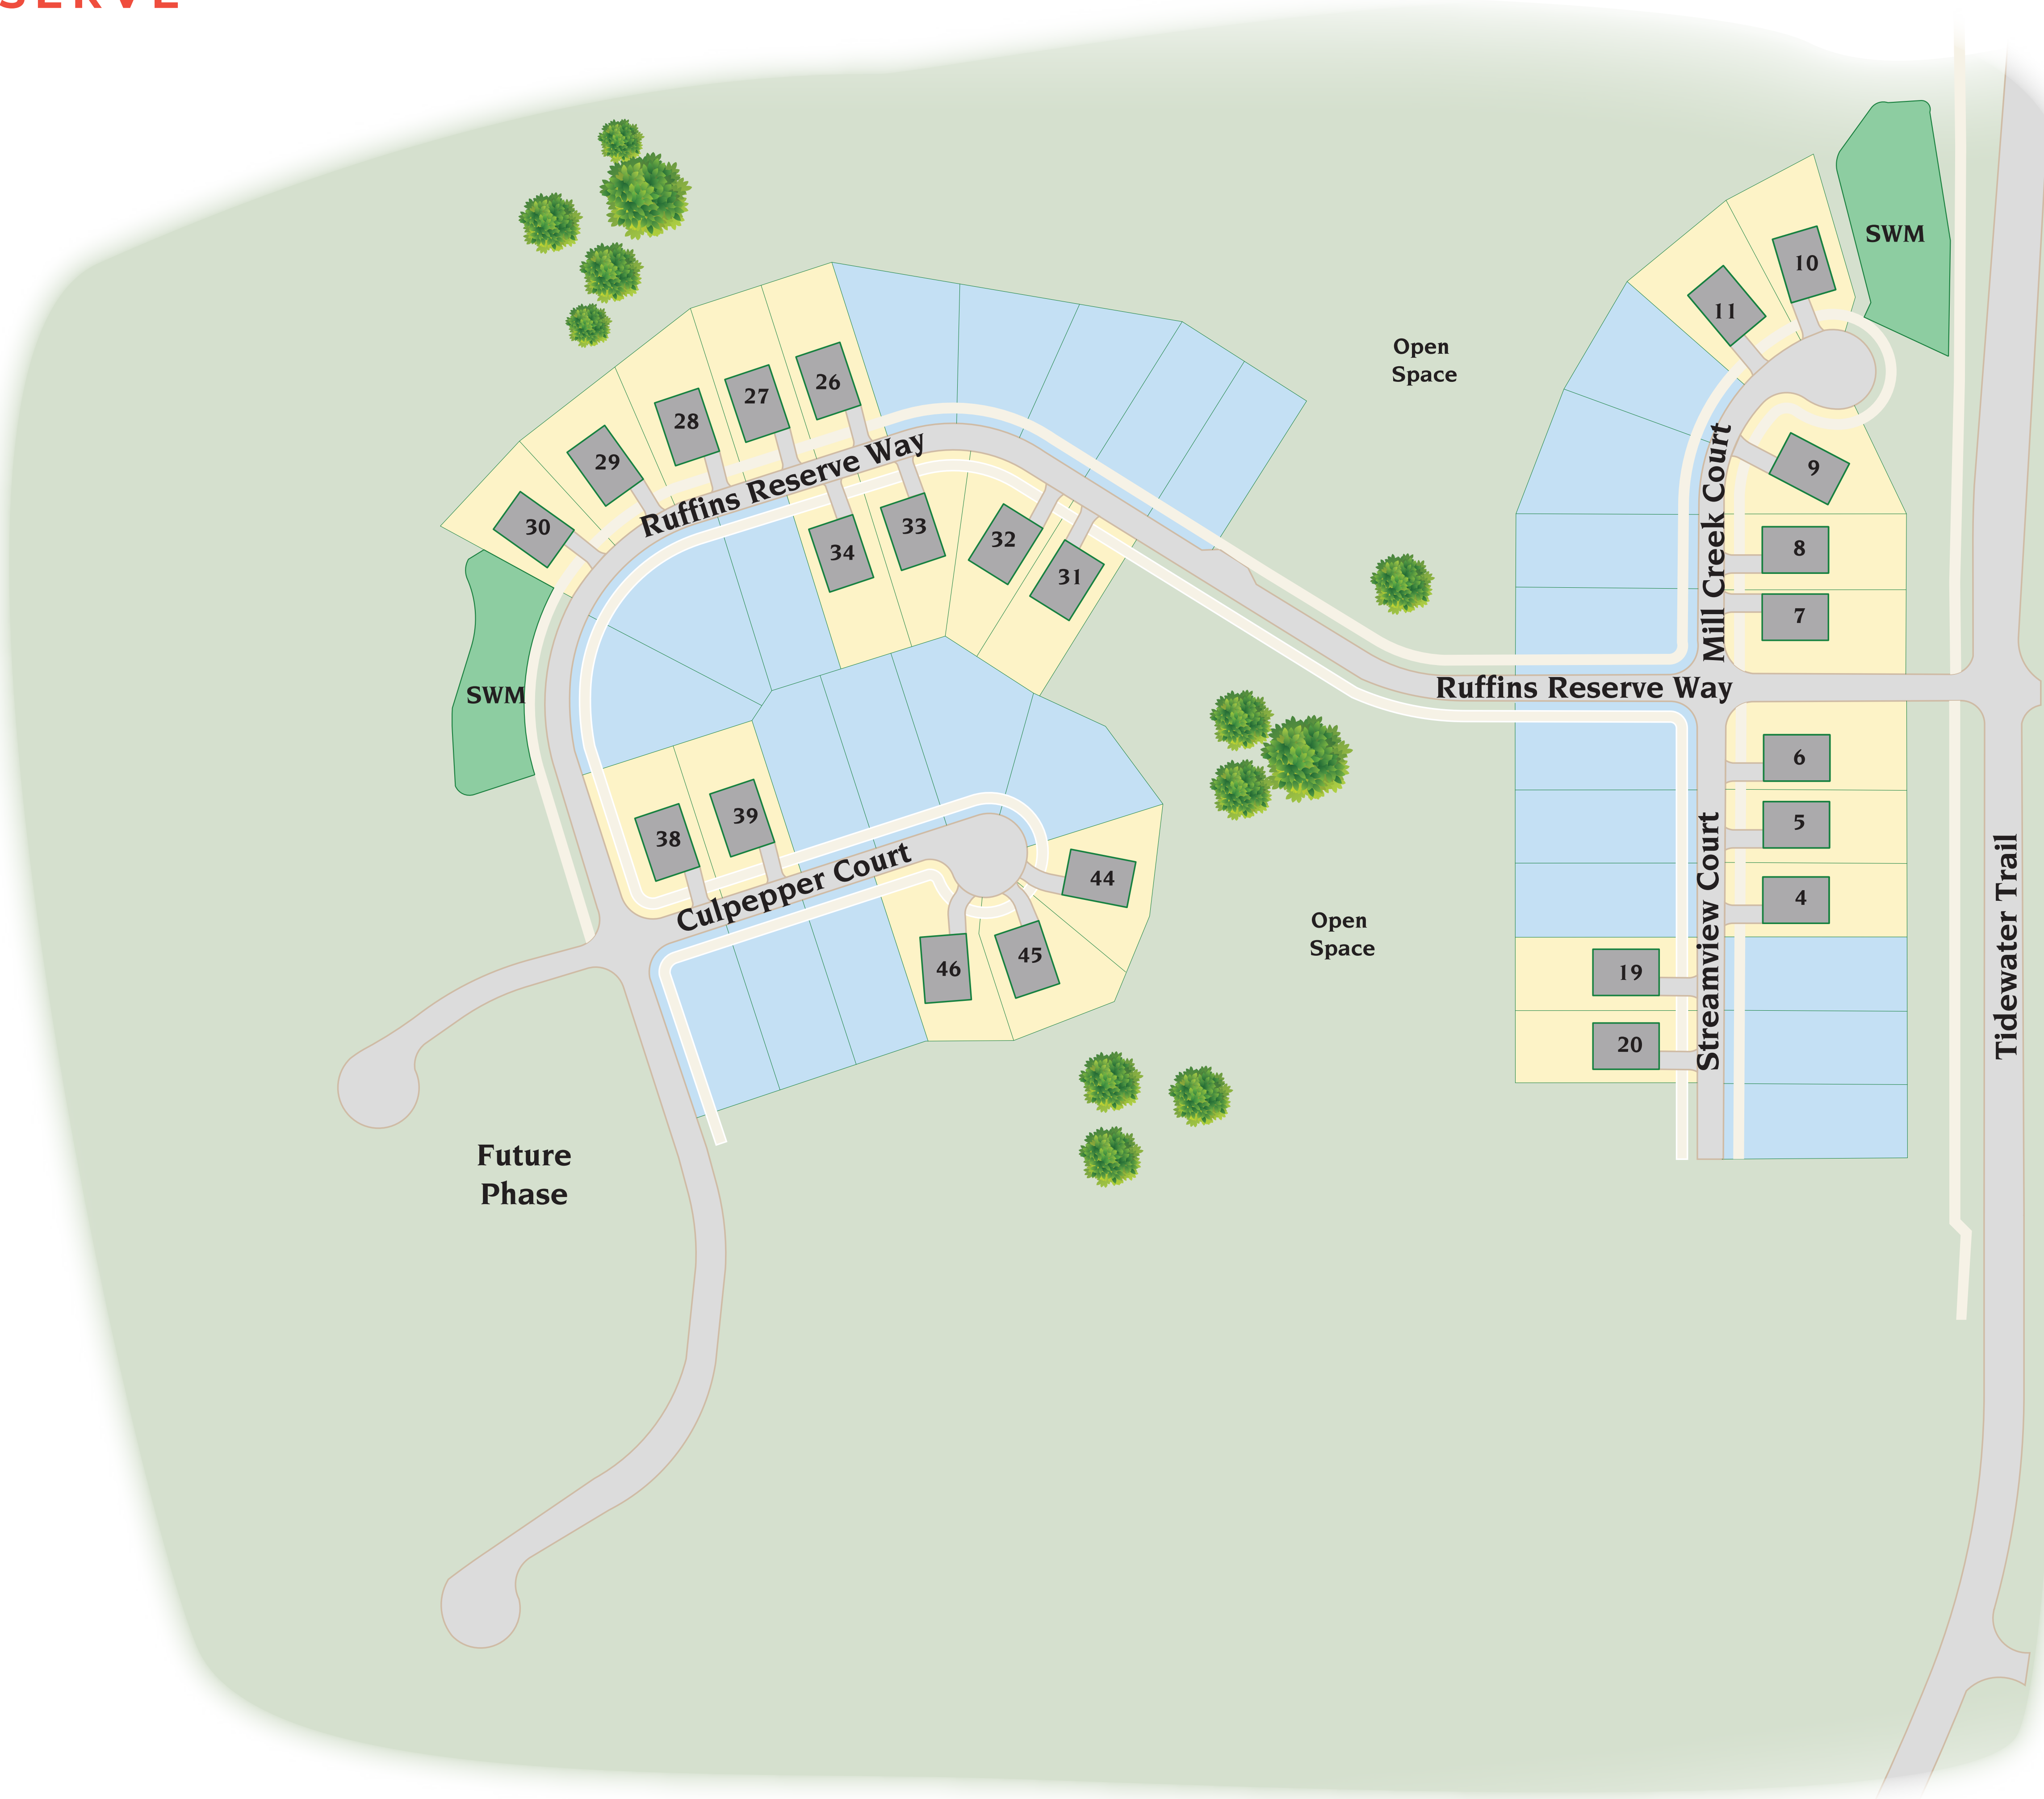 SERVE
SWM
10
11
Open
Space
26
27
28
29
30
Ruffins Reserve Way
34
33
32
31
9
8
7
Mill Creek Court
SWM
Ruffins Reserve Way
6
5
4
38
39
Culpepper Court
44
45
46
Open
Space
19
20
Streamview Court
Tidewater Trail
Future
Phase